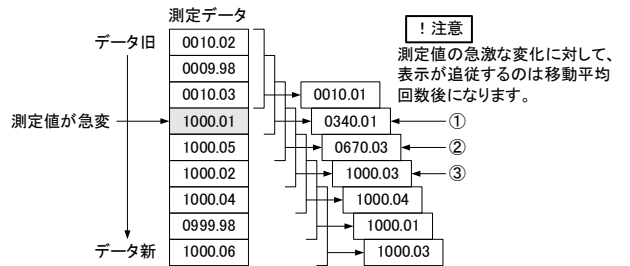 測定データ
データ旧
0010.02
0009.98
0010.03
測定値が急変
1000.01
1000.05
1000.02
1000.04
0999.98
データ新
1000.06
0010.01
0340.01
①
0670.03
②
1000.03
③
1000.04
1000.01
1000.03
！注意
測定値の急激な変化に対して、
表示が追従するのは移動平均
回数後になります。